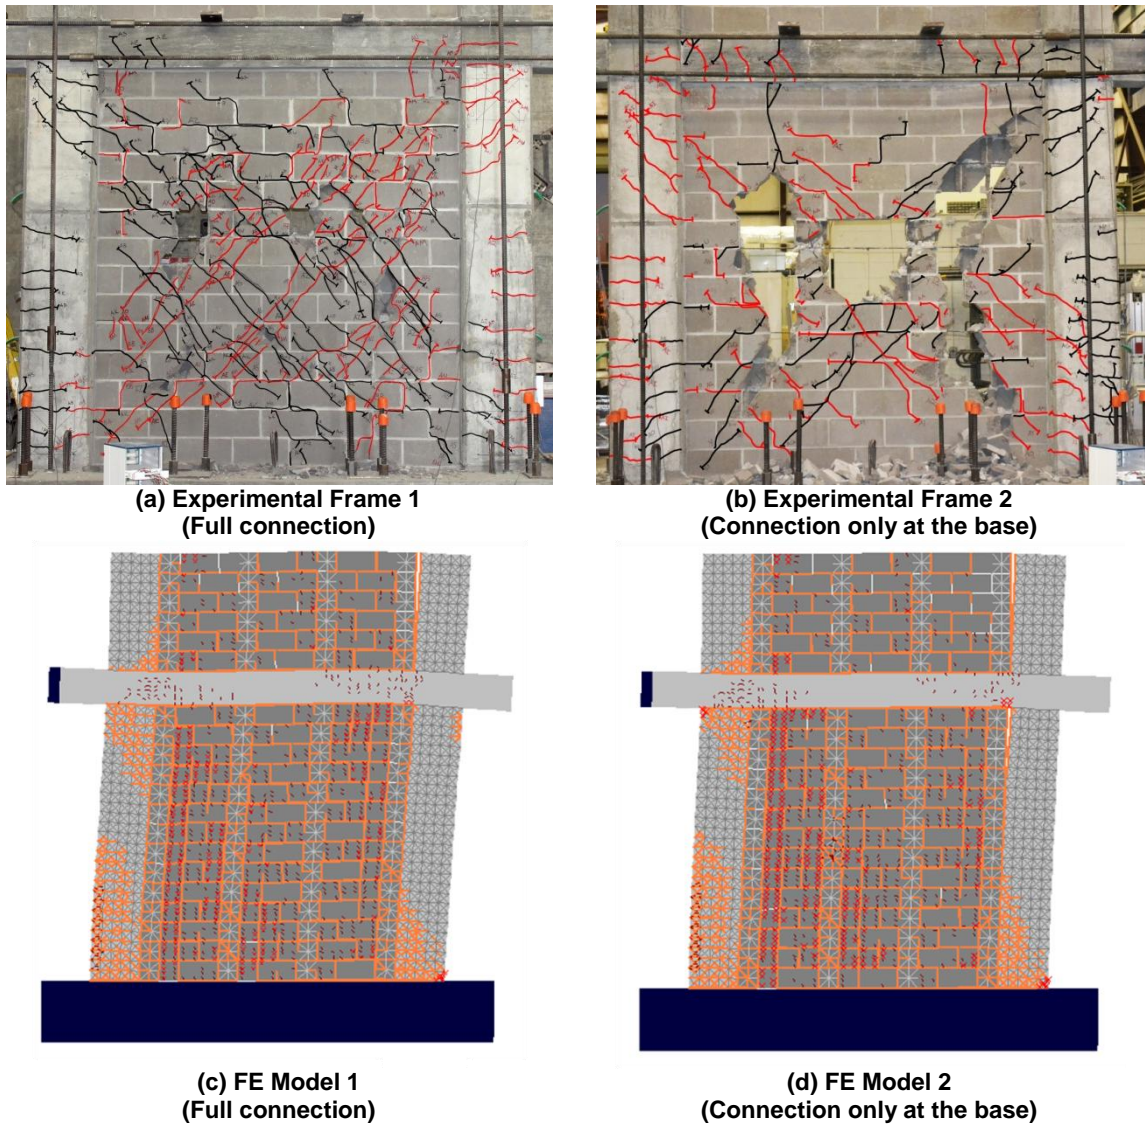 (a) Experimental Frame 1
(Full connection)
(b) Experimental Frame 2
(Connection only at the base)
(c) FE Model 1
(Full connection)
(d) FE Model 2
(Connection only at the base)